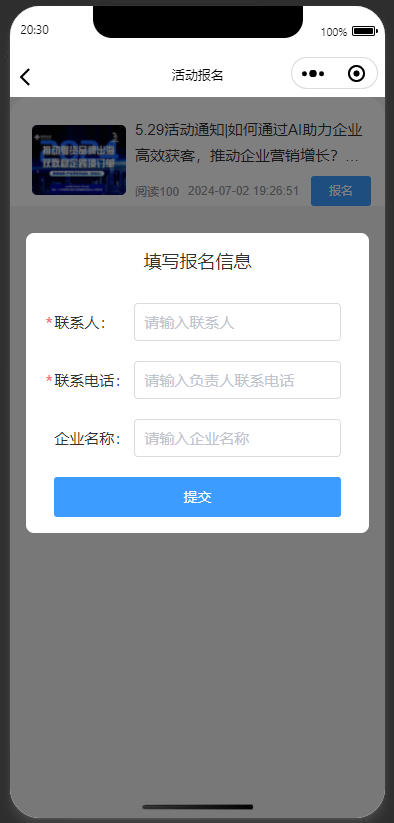 20:30
100%
活动报名
5.29活动通知|如何通过AI助力企业
高效获客，推动企业营销增长？...
阅读100 2024-07-02 19:26:51 报名
填写报名信息
*联系人： 请输入联系人
*联系电话： 请输入负责人联系电话
企业名称： 请输入企业名称
提交